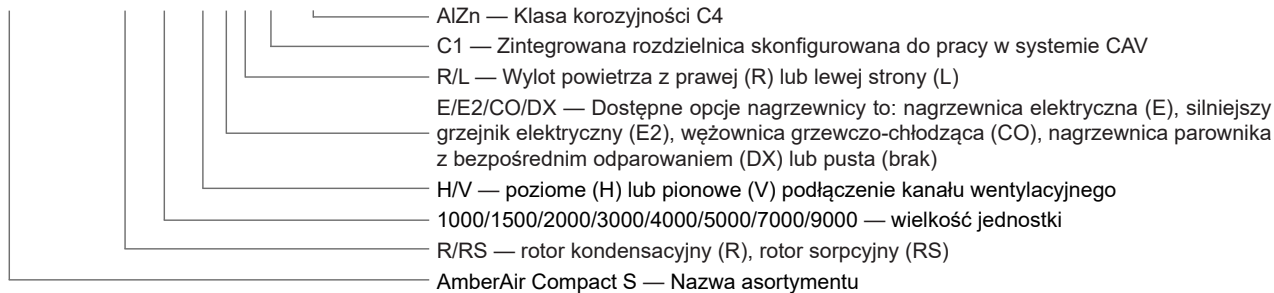 AlZn — Klasa korozyjności C4
C1 — Zintegrowana rozdzielnica skonfigurowana do pracy w systemie CAV
R/L — Wylot powietrza z prawej (R) lub lewej strony (L)
E/E2/CO/DX — Dostępne opcje nagrzewnicy to: nagrzewnica elektryczna (E), silniejszy
grzejnik elektryczny (E2), wężownica grzewczo-chłodząca (CO), nagrzewnica parownika
z bezpośrednim odparowaniem (DX) lub pusta (brak)
H/V — poziome (H) lub pionowe (V) podłączenie kanału wentylacyjnego
1000/1500/2000/3000/4000/5000/7000/9000 — wielkość jednostki
R/RS — rotor kondensacyjny (R), rotor sorpcyjny (RS)
AmberAir Compact S — Nazwa asortymentu